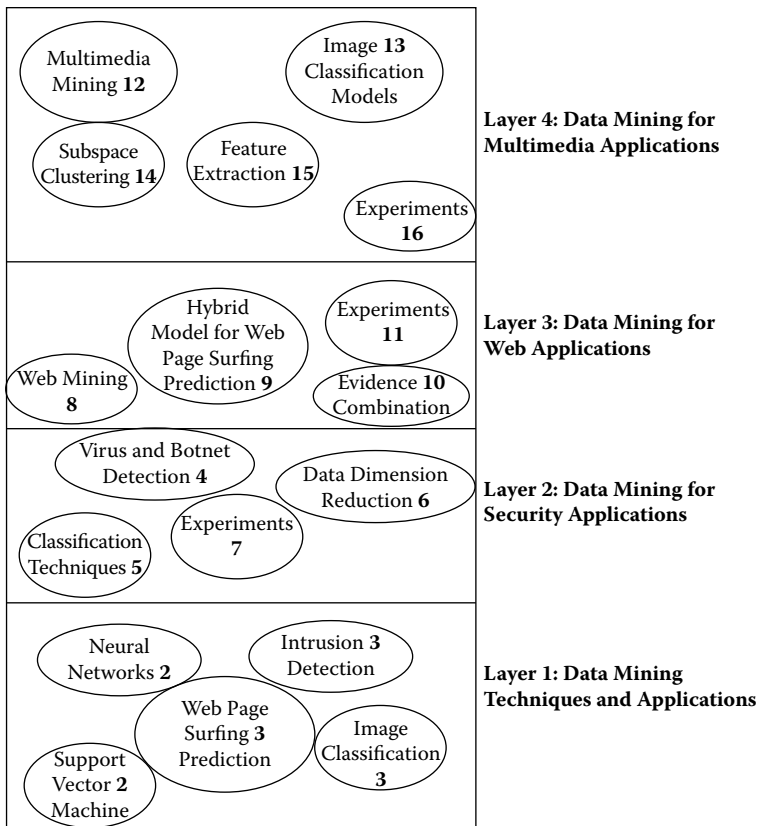 Multimedia
Mining 12
Image 13
Classification
Models
Subspace
Clustering 14
Feature
Extraction 15
Experiments
16
Layer 4: Data Mining for
Multimedia Applications
Hybrid
Model for Web
Page Surfing
Prediction 9
Experiments
11
Web Mining
8
Evidence 10
Combination
Layer 3: Data Mining for
Web Applications
Virus and Botnet
Detection 4
Data Dimension
Reduction 6
Experiments
7
Classification
Techniques 5
Layer 2: Data Mining for
Security Applications
Neural
Networks 2
Intrusion 3
Detection
Web Page
Surfing 3
Prediction
Image
Classification
3
Support
Vector 2
Machine
Layer 1: Data Mining
Techniques and Applications